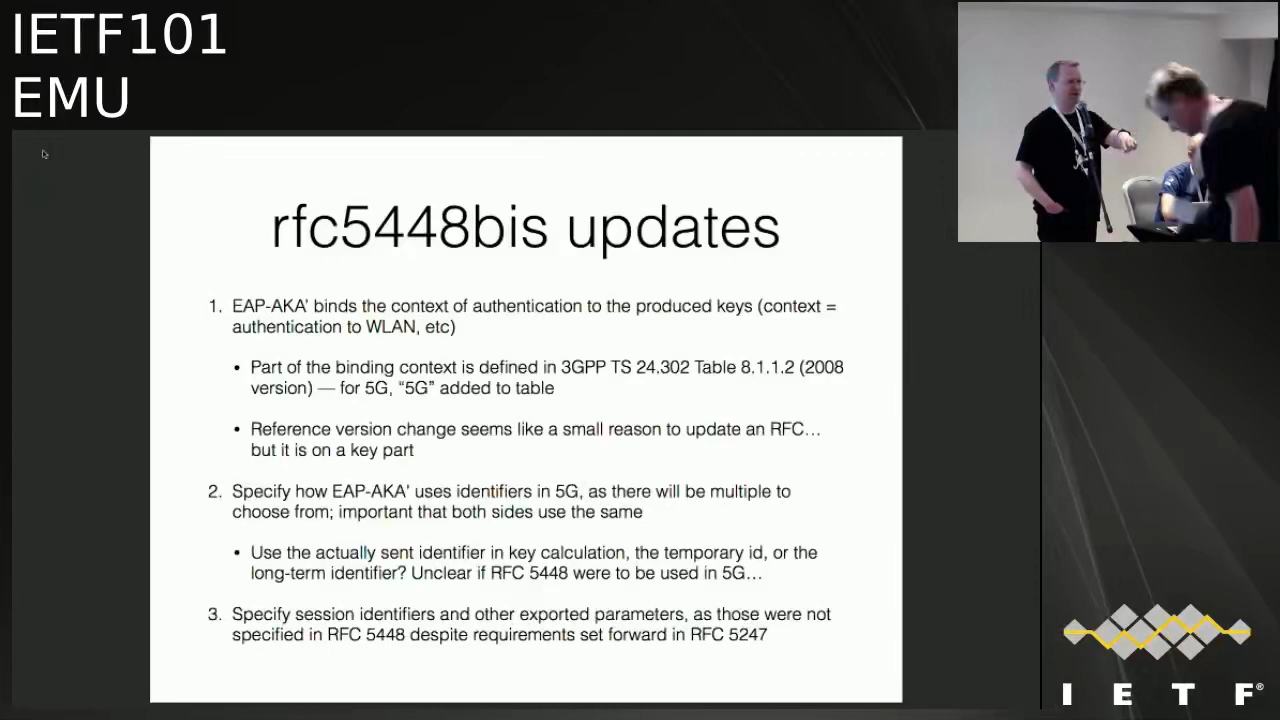 IETF101
EMU
rfc5448bis updates
1. EAP-AKA' binds the context of authentication to the produced keys (context =
authentication to WLAN, etc)
• Part of the binding context is defined in 3GPP TS 24.302 Table 8.1.1.2 (2008
version) — for 5G, “5G” added to table
• Reference version change seems like a small reason to update an RFC…
but it is on a key part
2. Specify how EAP-AKA' uses identifiers in 5G, as there will be multiple to
choose from; important that both sides use the same
• Use the actually sent identifier in key calculation, the temporary id, or the
long-term identifier? Unclear if RFC 5448 were to be used in 5G…
3. Specify session identifiers and other exported parameters, as those were not
specified in RFC 5448 despite requirements set forward in RFC 5247
I E T F®